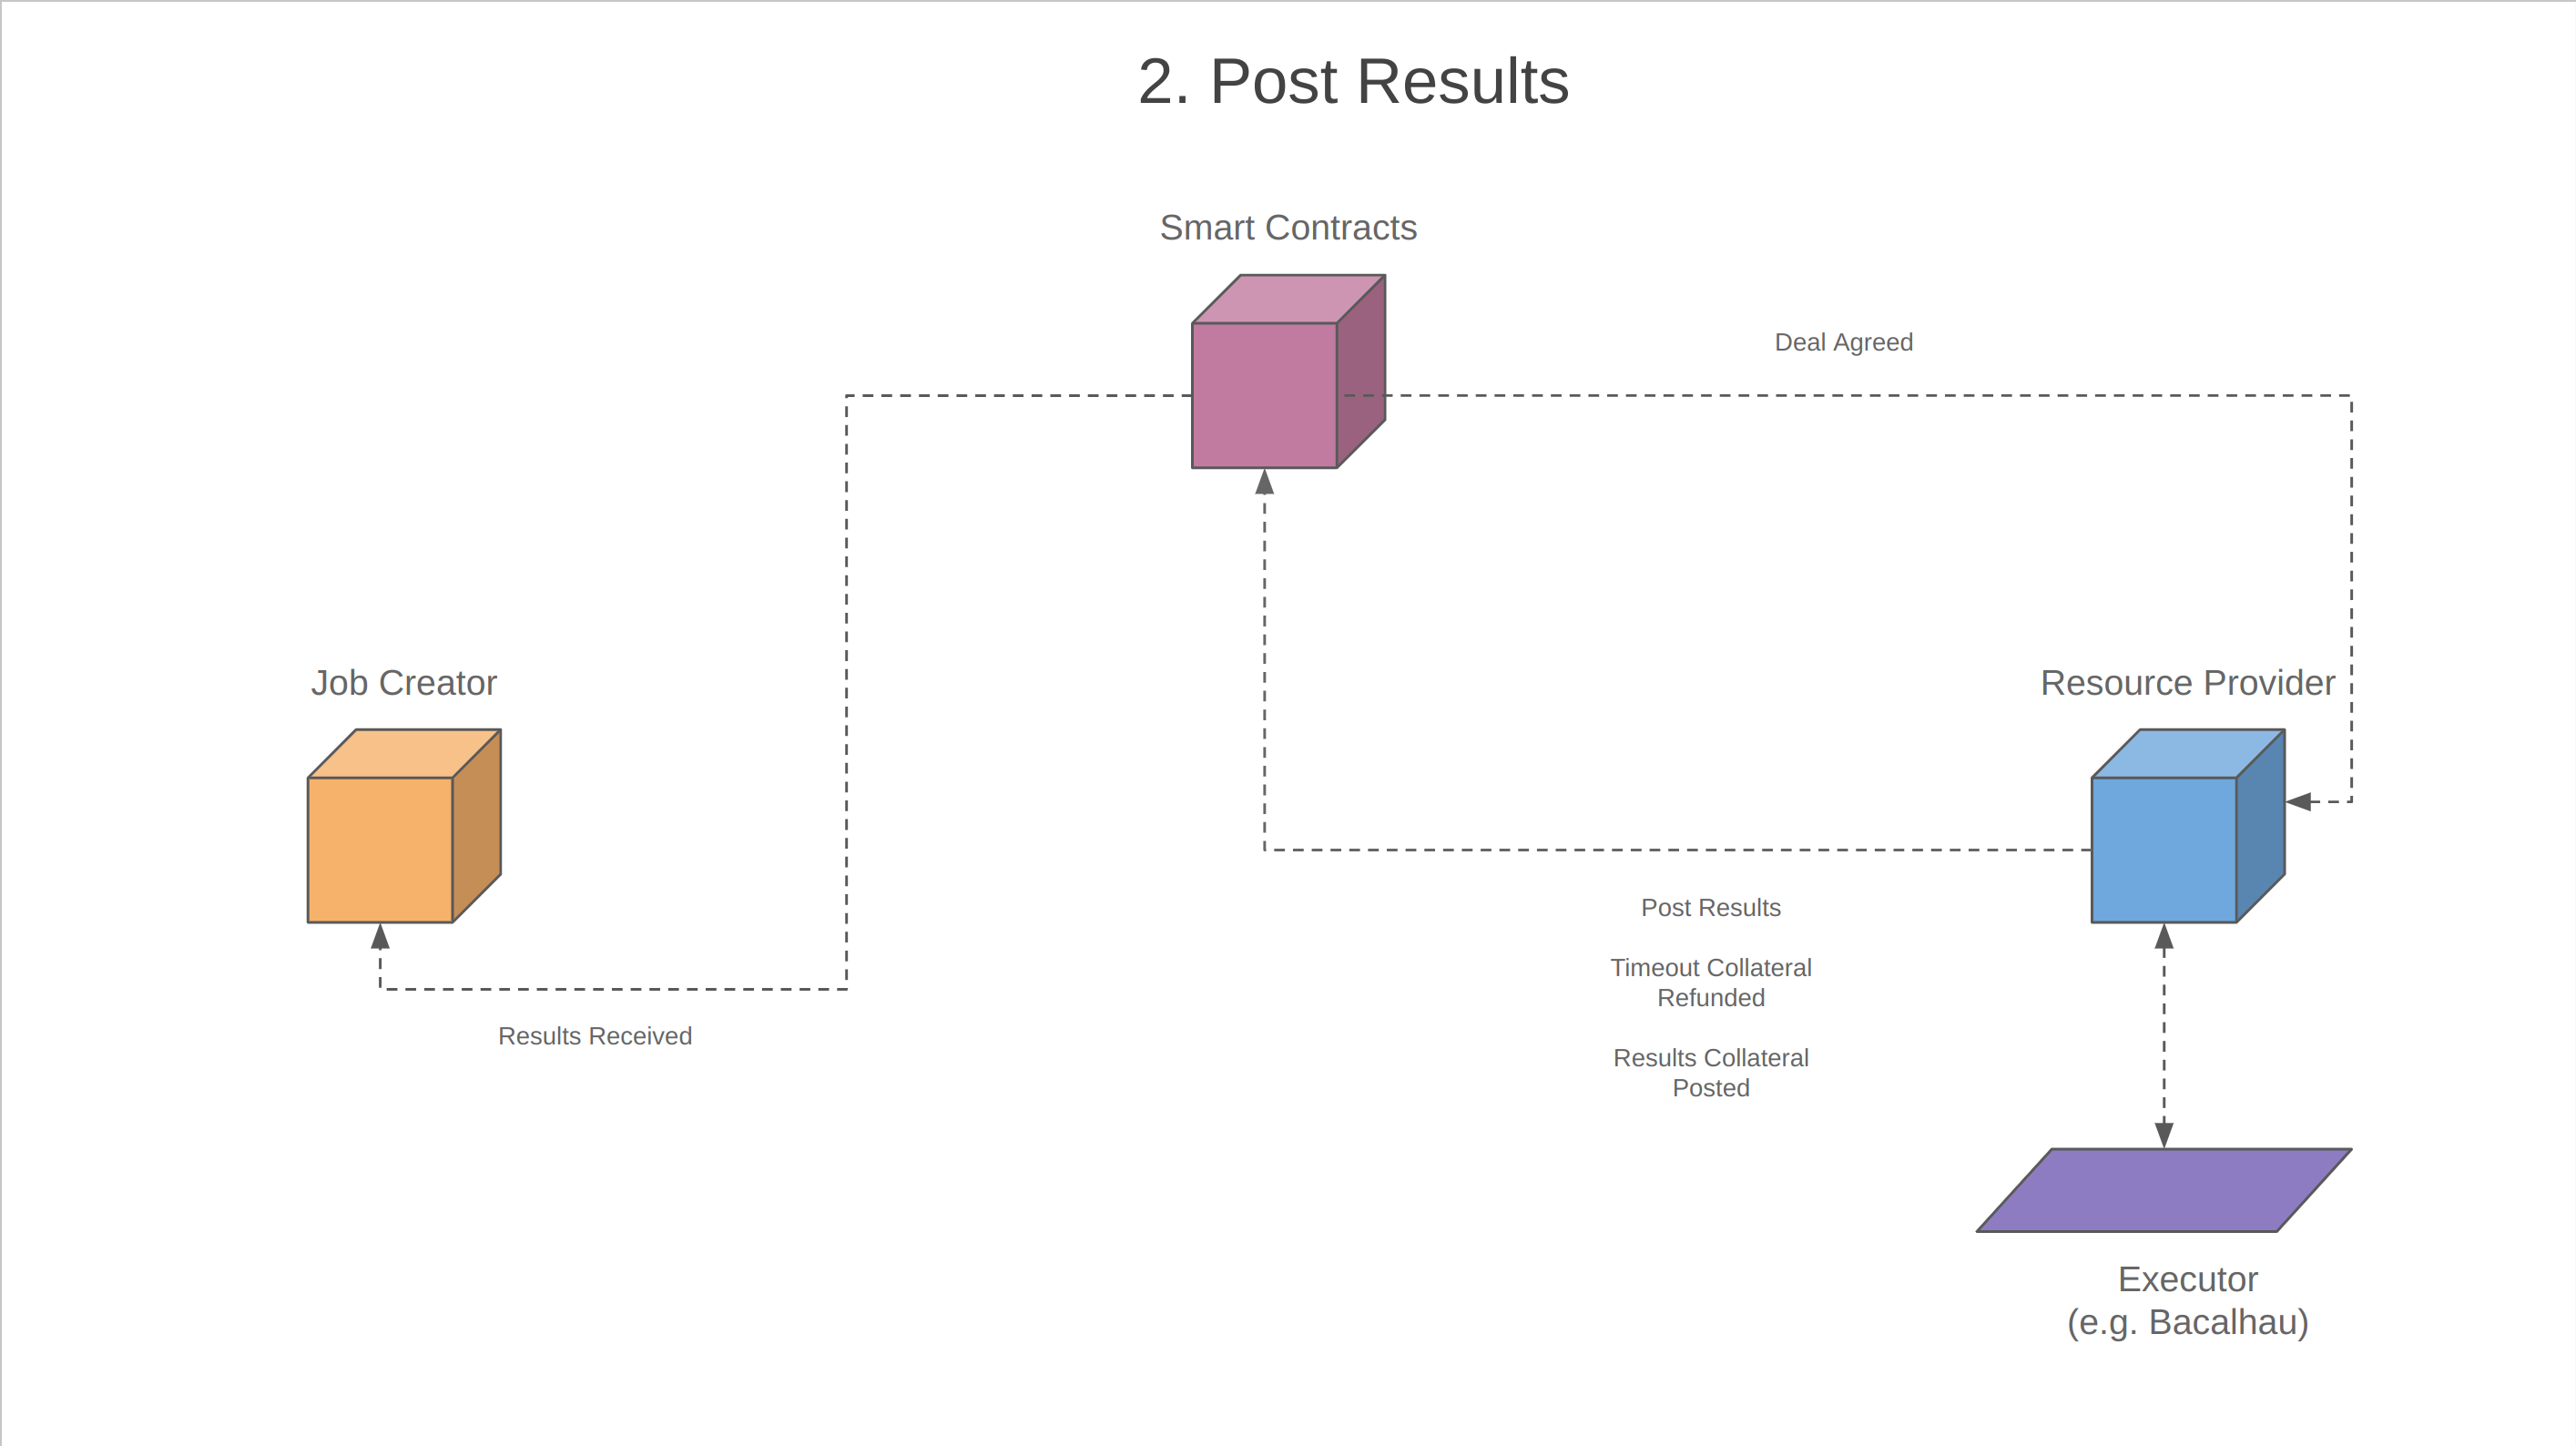 2. Post Results
Smart Contracts
Deal Agreed
Job Creator
Resource Provider
Post Results
Timeout Collateral
Refunded
Results Received
Results Collateral
Posted
Executor
(e.g. Bacalhau)